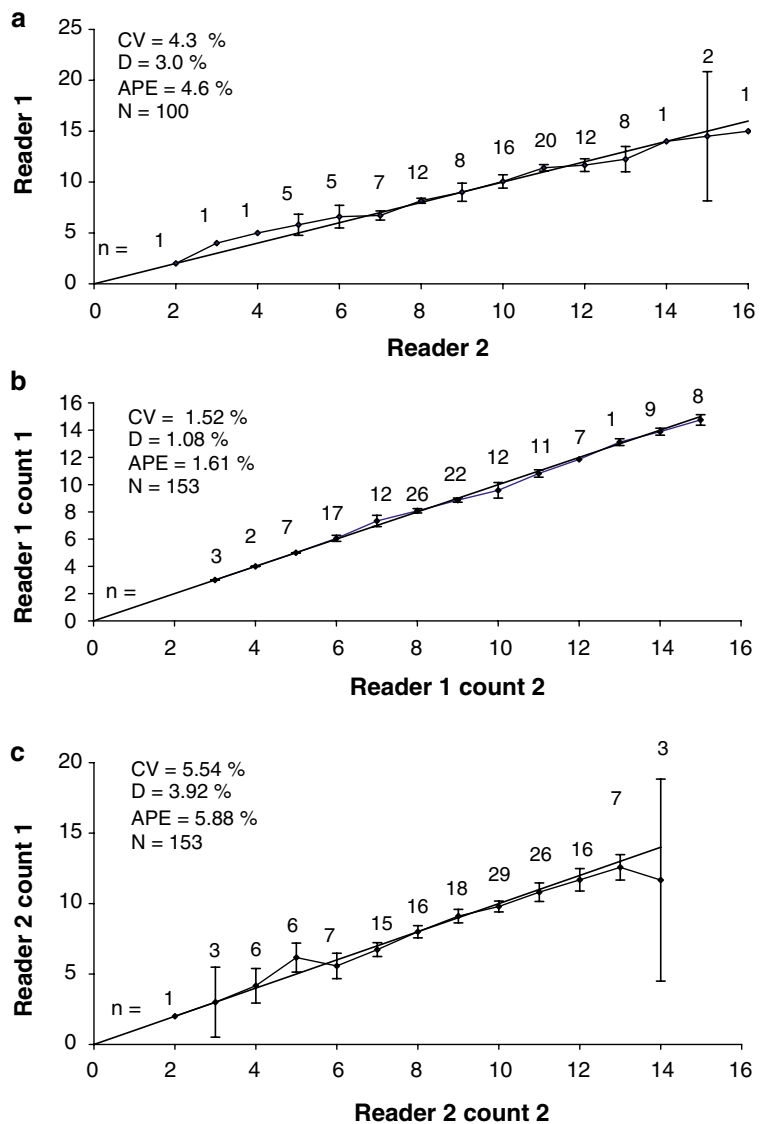 a
CV = 4.3 %
D = 3.0 %
APE = 4.6 %
N = 100
Reader 1
25
20
15
10
5
0
n = 1 1 1 5 5 7 12 8 16 20 12 8 1 2 1
0 2 4 6 8 10 12 14 16
Reader 2
b
CV = 1.52 %
D = 1.08 %
APE = 1.61 %
N = 153
Reader 1 count 1
16
14
12
10
8
6
4
2
0
n = 3 2 7 17 12 26 22 12 11 7 1 9 8
0 2 4 6 8 10 12 14 16
Reader 1 count 2
c
CV = 5.54 %
D = 3.92 %
APE = 5.88 %
N = 153
Reader 2 count 1
20
15
10
5
0
n = 1 3 6 6 7 15 16 18 29 26 16 7 3
0 2 4 6 8 10 12 14 16
Reader 2 count 2